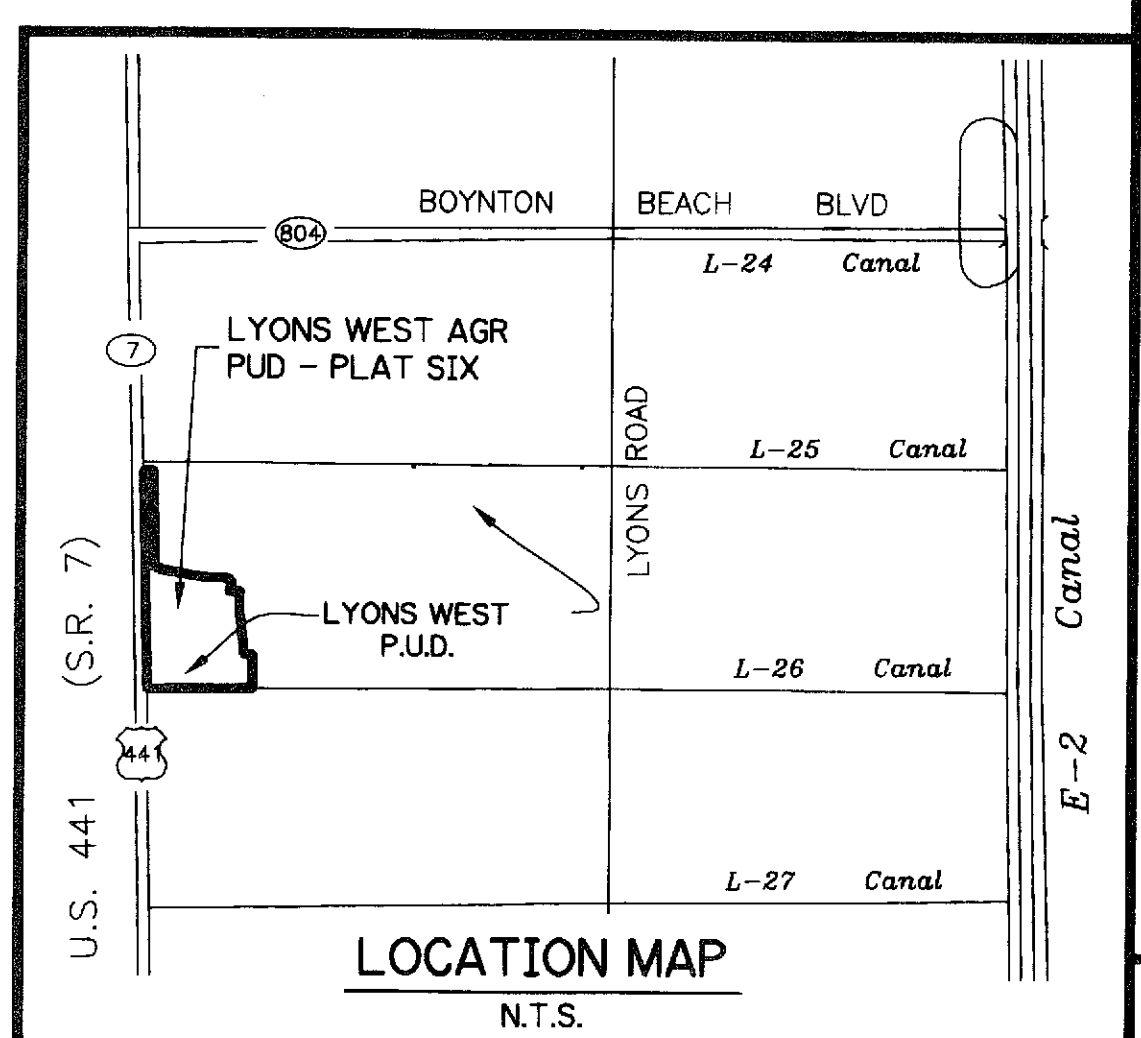 BOYNTON BEACH BLVD
804
L-24 Canal
LYONS WEST AGR
PUD - PLAT SIX
7
LYONS ROAD
L-25 Canal
U.S. 441 (S.R. 7)
LYONS WEST
P.U.D.
L-26 Canal
E-2 Canal
441
L-27 Canal
LOCATION MAP
N.T.S.